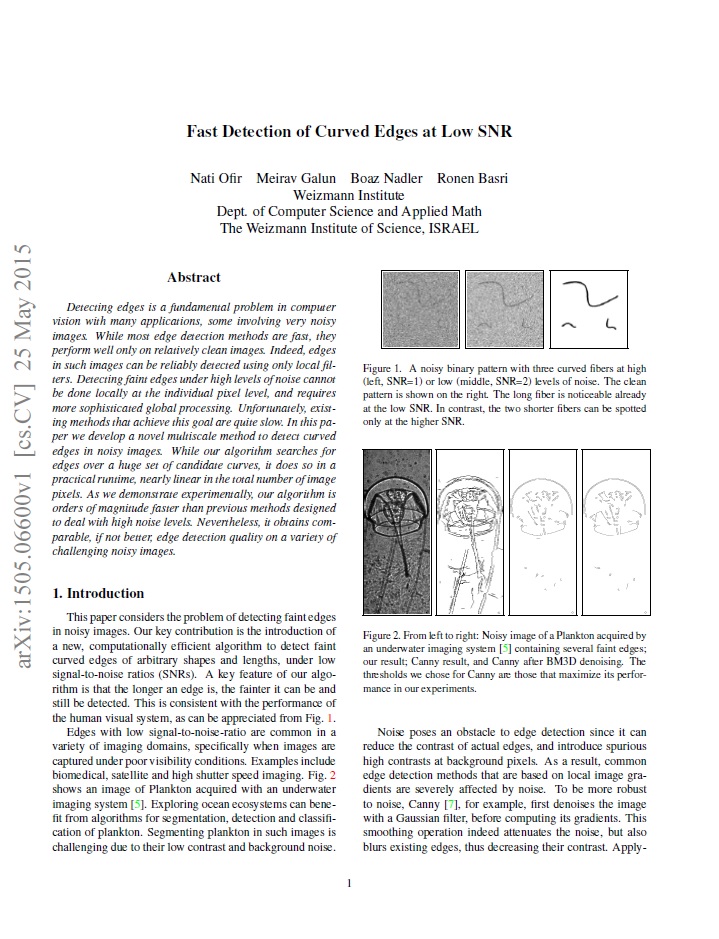 Fast Detection of Curved Edges at Low SNR
Nati Ofir Meirav Galun Boaz Nadler Ronen Basri
Weizmann Institute
Dept. of Computer Science and Applied Math
The Weizmann Institute of Science, ISRAEL
arXiv:1505.06600v1 [cs.CV] 25 May 2015
Abstract
Detecting edges is a fundamental problem in computer
vision with many applications, some involving very noisy
images. While most edge detection methods are fast, they
perform well only on relatively clean images. Indeed, edges
in such images can be reliably detected using only local fil-
ters. Detecting faint edges under high levels of noise cannot
be done locally at the individual pixel level, and requires
more sophisticated global processing. Unfortunately, exist-
ing methods that achieve this goal are quite slow. In this pa-
per we develop a novel multiscale method to detect curved
edges in noisy images. While our algorithm searches for
edges over a huge set of candidate curves, it does so in a
practical runtime, nearly linear in the total number of image
pixels. As we demonstrate experimentally, our algorithm is
orders of magnitude faster than previous methods designed
to deal with high noise levels. Nevertheless, it obtains com-
parable, if not better, edge detection quality on a variety of
challenging noisy images.
1. Introduction
This paper considers the problem of detecting faint edges
in noisy images. Our key contribution is the introduction of
a new, computationally efficient algorithm to detect faint
curved edges of arbitrary shapes and lengths, under low
signal-to-noise ratios (SNRs). A key feature of our algo-
rithm is that the longer an edge is, the fainter it can be and
still be detected. This is consistent with the performance of
the human visual system, as can be appreciated from Fig. 1.
Edges with low signal-to-noise-ratio are common in a
variety of imaging domains, specifically when images are
captured under poor visibility conditions. Examples include
biomedical, satellite and high shutter speed imaging. Fig. 2
shows an image of Plankton acquired with an underwater
imaging system [5]. Exploring ocean ecosystems can bene-
fit from algorithms for segmentation, detection and classifi-
cation of plankton. Segmenting plankton in such images is
challenging due to their low contrast and background noise.
Figure 1. A noisy binary pattern with three curved fibers at high
(left, SNR=1) or low (middle, SNR=2) levels of noise. The clean
pattern is shown on the right. The long fiber is noticeable already
at the low SNR. In contrast, the two shorter fibers can be spotted
only at the higher SNR.
Figure 2. From left to right: Noisy image of a Plankton acquired by
an underwater imaging system [5] containing several faint edges;
our result; Canny result, and Canny after BM3D denoising. The
thresholds we chose for Canny are those that maximize its perfor-
mance in our experiments.
Noise poses an obstacle to edge detection since it can
reduce the contrast of actual edges, and introduce spurious
high contrasts at background pixels. As a result, common
edge detection methods that are based on local image gra-
dients are severely affected by noise. To be more robust
to noise, Canny [7], for example, first denoises the image
with a Gaussian filter, before computing its gradients. This
smoothing operation indeed attenuates the noise, but also
blurs existing edges, thus decreasing their contrast. Apply-
1